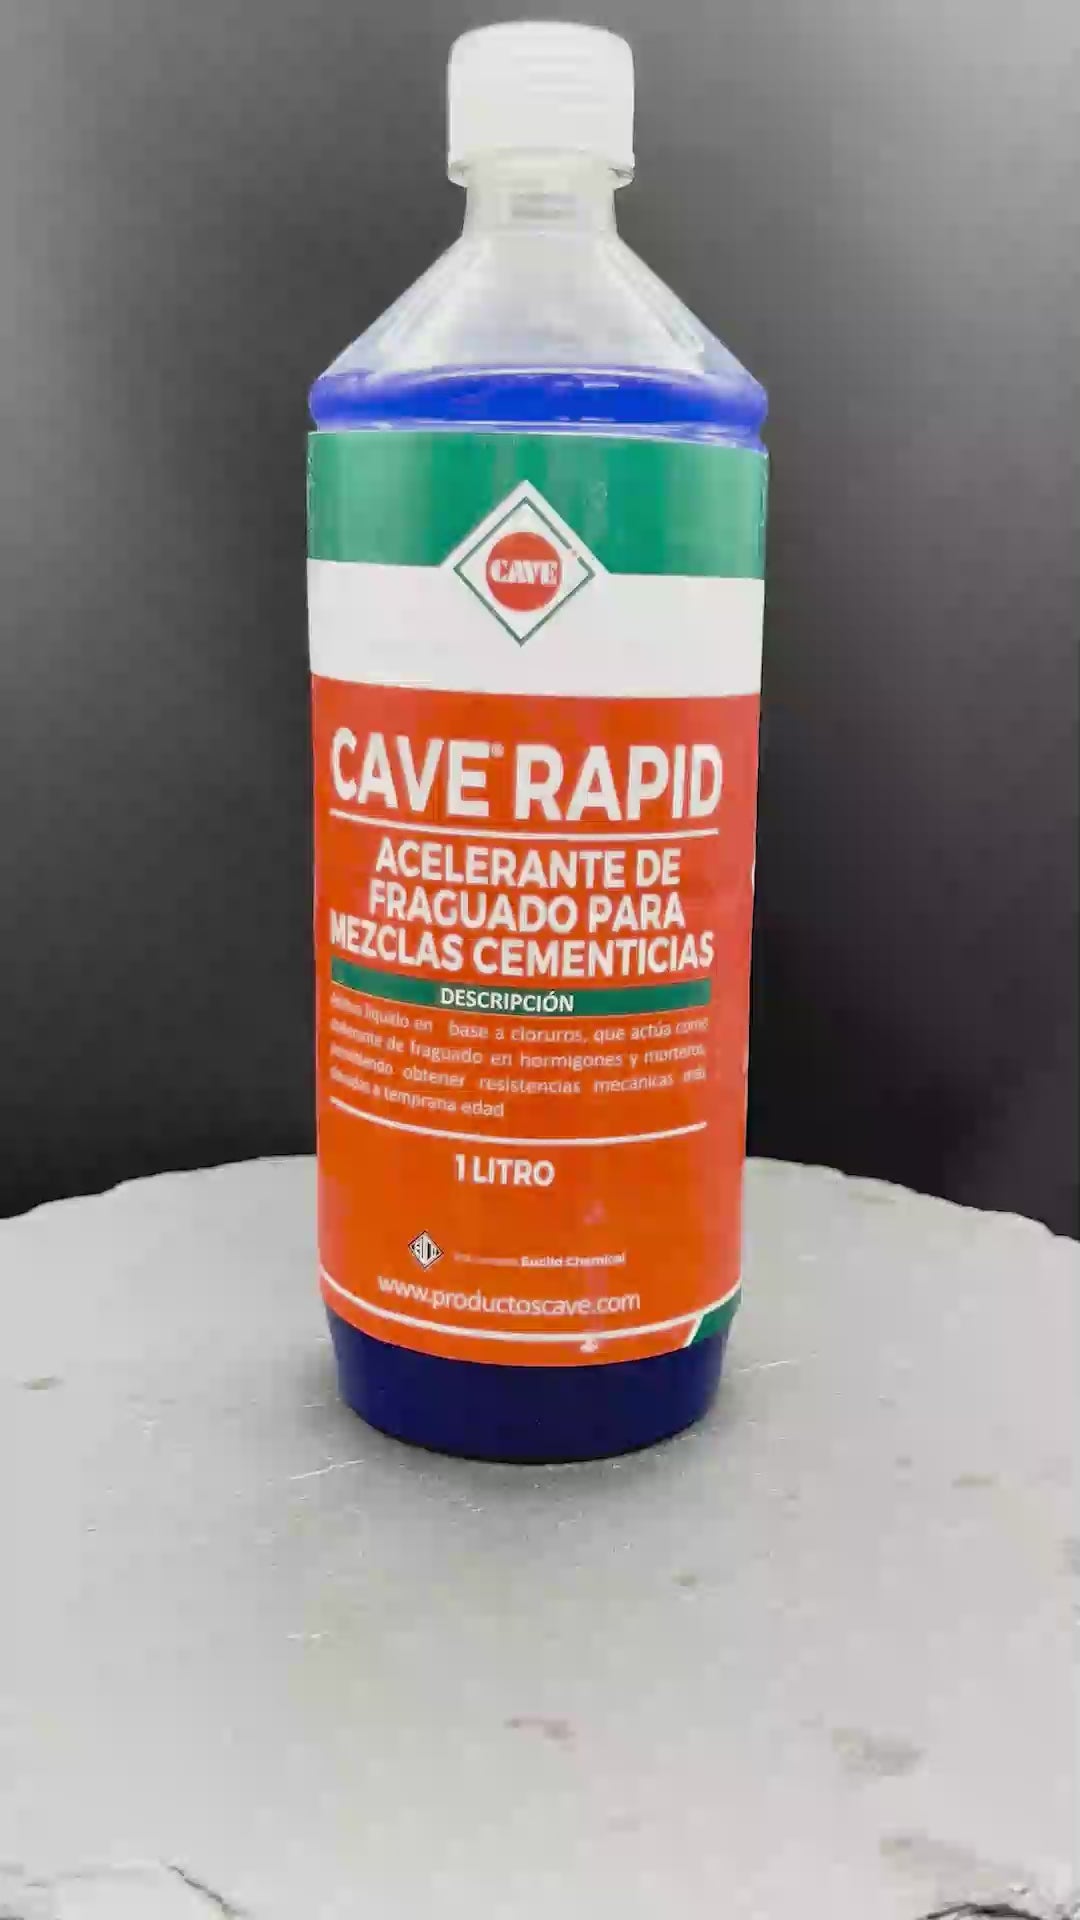 CAVE
CAVE® RAPID
ACELERANTE DE
FRAGUADO PARA
MEZCLAS CEMENTICIAS
DESCRIPCIÓN
líquido en base a cloruros, que actúa como
de fraguado en hormigones y morteros,
obtener resistencias mecánicas más
a temprana edad
1 LITRO
Euclid Chemical
www.productoscave.com